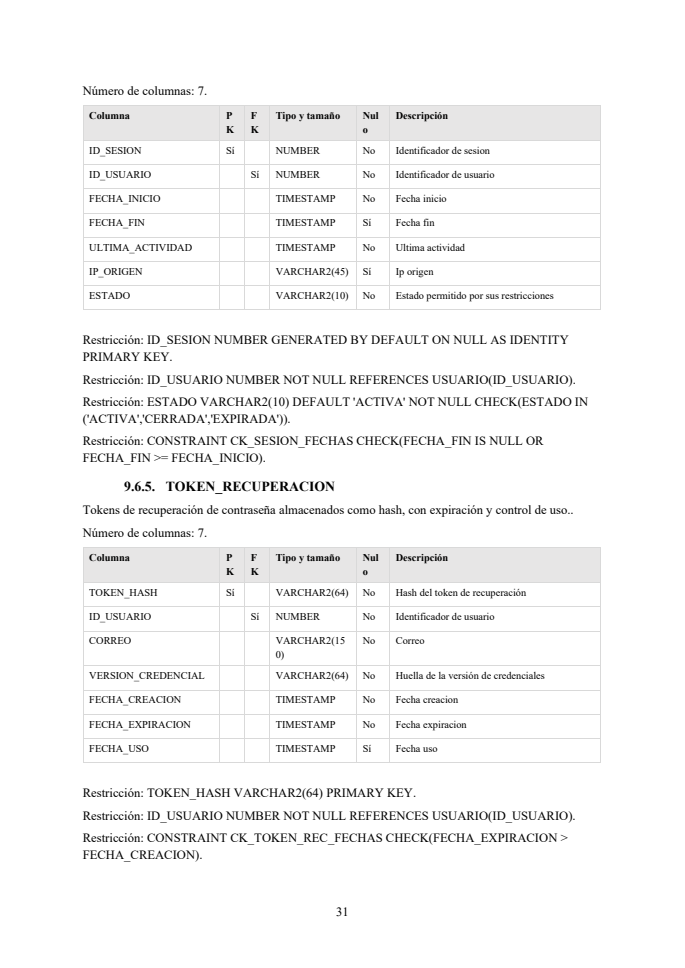 Número de columnas: 7.
Columna P K F K Tipo y tamaño Nul o Descripción
ID_SESION Sí NUMBER No Identificador de sesion
ID_USUARIO Sí NUMBER No Identificador de usuario
FECHA_INICIO TIMESTAMP No Fecha inicio
FECHA_FIN TIMESTAMP Sí Fecha fin
ULTIMA_ACTIVIDAD TIMESTAMP No Ultima actividad
IP_ORIGEN VARCHAR2(45) Sí Ip origen
ESTADO VARCHAR2(10) No Estado permitido por sus restricciones
Restricción: ID_SESION NUMBER GENERATED BY DEFAULT ON NULL AS IDENTITY
PRIMARY KEY.
Restricción: ID_USUARIO NUMBER NOT NULL REFERENCES USUARIO(ID_USUARIO).
Restricción: ESTADO VARCHAR2(10) DEFAULT 'ACTIVA' NOT NULL CHECK(ESTADO IN
('ACTIVA','CERRADA','EXPIRADA')).
Restricción: CONSTRAINT CK_SESION_FECHAS CHECK(FECHA_FIN IS NULL OR
FECHA_FIN >= FECHA_INICIO).
9.6.5. TOKEN_RECUPERACION
Tokens de recuperación de contraseña almacenados como hash, con expiración y control de uso..
Número de columnas: 7.
Columna P K F K Tipo y tamaño Nul o Descripción
TOKEN_HASH Sí VARCHAR2(64) No Hash del token de recuperación
ID_USUARIO Sí NUMBER No Identificador de usuario
CORREO VARCHAR2(15 0) No Correo
VERSION_CREDENCIAL VARCHAR2(64) No Huella de la versión de credenciales
FECHA_CREACION TIMESTAMP No Fecha creacion
FECHA_EXPIRACION TIMESTAMP No Fecha expiracion
FECHA_USO TIMESTAMP Sí Fecha uso
Restricción: TOKEN_HASH VARCHAR2(64) PRIMARY KEY.
Restricción: ID_USUARIO NUMBER NOT NULL REFERENCES USUARIO(ID_USUARIO).
Restricción: CONSTRAINT CK_TOKEN_REC_FECHAS CHECK(FECHA_EXPIRACION >
FECHA_CREACION).
31